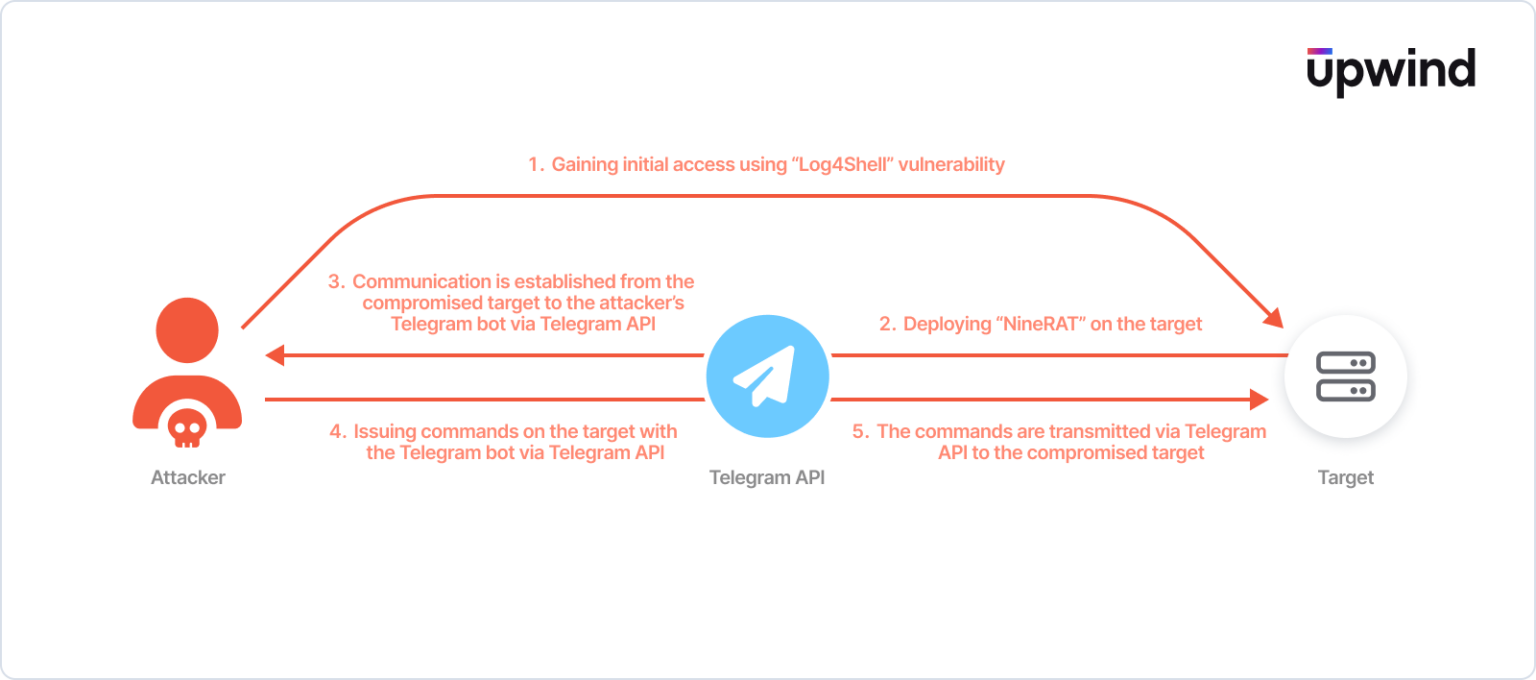 upwind
1. Gaining initial access using “Log4Shell” vulnerability
3. Communication is established from the
compromised target to the attacker’s
Telegram bot via Telegram API
2. Deploying “NineRAT” on the target
4. Issuing commands on the target with
the Telegram bot via Telegram API
5. The commands are transmitted via Telegram
API to the compromised target
Attacker
Telegram API
Target